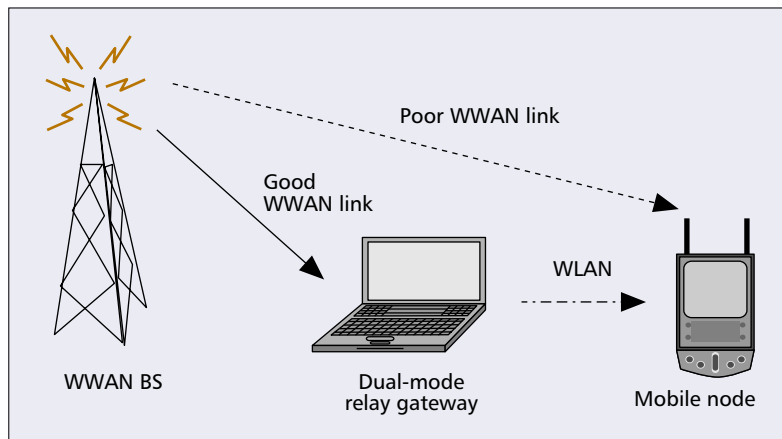 Poor WWAN link
Good
WWAN link
WLAN
WWAN BS
Dual-mode
relay gateway
Mobile node